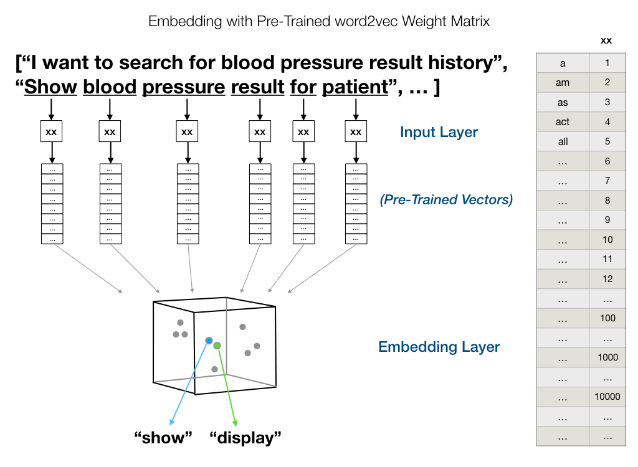 Embedding with Pre-Trained word2vec Weight Matrix
[“I want to search for blood pressure result history”,
“Show blood pressure result for patient”, ... ]
xx xx xx xx xx xx
Input Layer
... ... ... ... ... ...
... ... ... ... ... ...
... ... ... ... ... ...
... ... ... ... ... ...
... ... ... ... ... ...
... ... ... ... ... ...
... ... ... ... ... ...
... ... ... ... ... ...
(Pre-Trained Vectors)
Embedding Layer
“show” “display”
xx
a 1
am 2
as 3
act 4
all 5
... 6
... 7
... 8
... 9
... 10
... 11
... 12
... ...
... 100
... ...
... 1000
... ...
... 10000
... ...
... ...